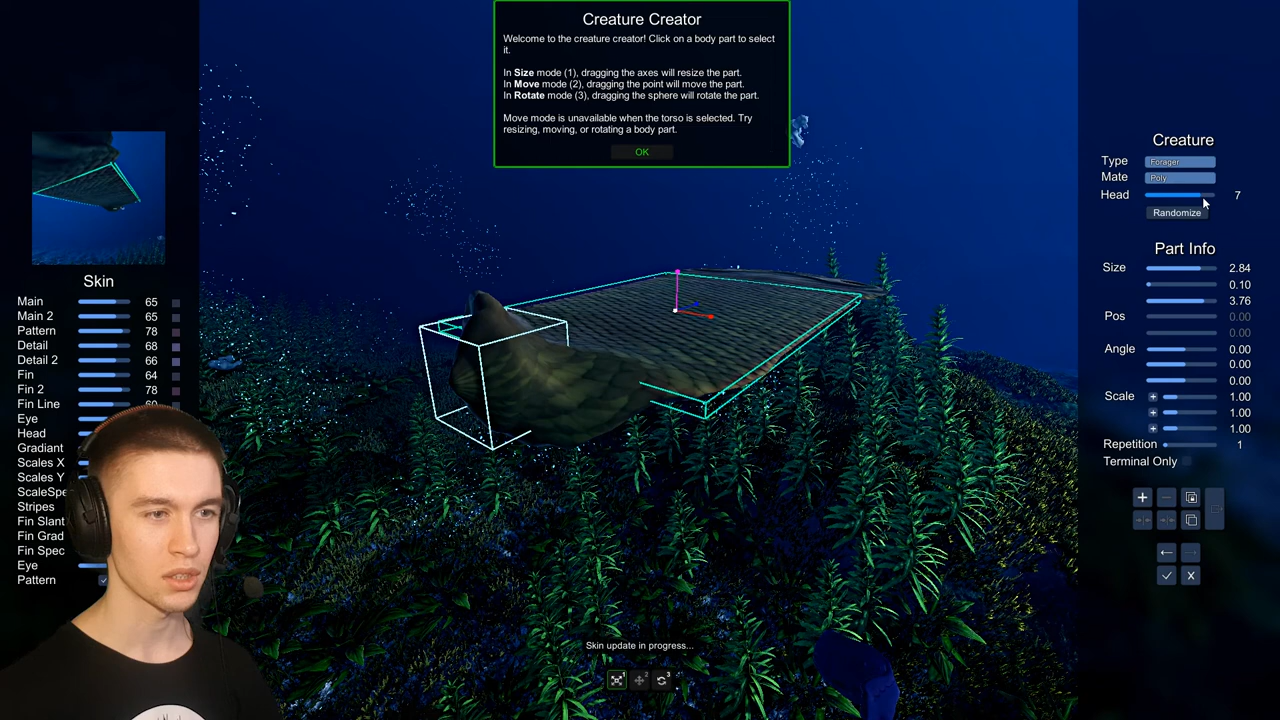 Creature Creator
Welcome to the creature creator! Click on a body part to select
it.
In Size mode (1), dragging the axes will resize the part.
In Move mode (2), dragging the point will move the part.
In Rotate mode (3), dragging the sphere will rotate the part.
Move mode is unavailable when the torso is selected. Try
resizing, moving, or rotating a body part.
OK
Skin
Main 65
Main 2 65
Pattern 78
Detail 68
Detail 2 66
Fin 64
Fin 2 78
Fin Line
Eye
Head
Gradiant
Scales X
Scales Y
ScaleSpe
Stripes
Fin Slant
Fin Grad
Fin Spec
Eye
Pattern
Creature
Type Forager
Mate Poly
Head 7
Randomize
Part Info
Size 2.84
0.10
3.76
Pos 0.00
0.00
Angle 0.00
0.00
0.00
Scale + 1.00
+ 1.00
+ 1.00
Repetition 1
Terminal Only
Skin update in progress...
1 2 3